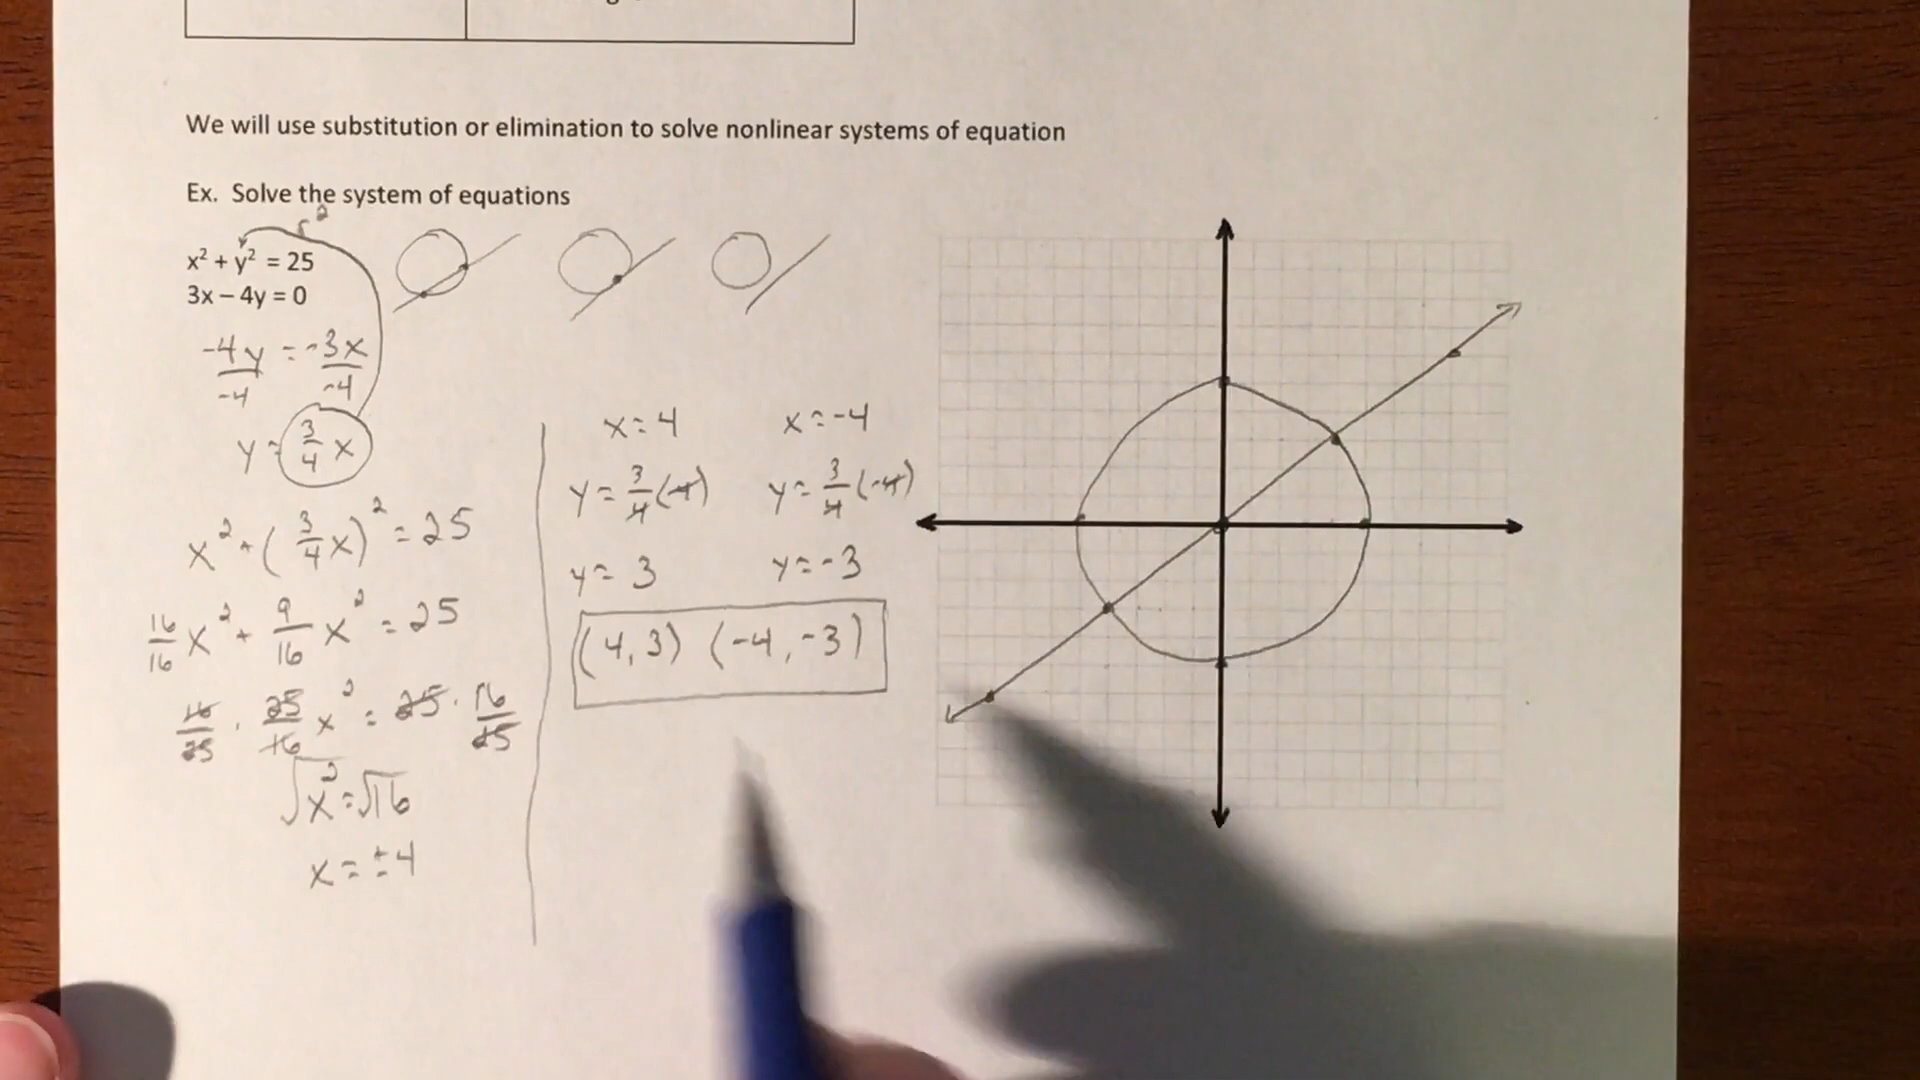 We will use substitution or elimination to solve nonlinear systems of equation
Ex. Solve the system of equations
2
x² + y² = 25
3x – 4y = 0
-4y = -3x
-4 -4
y = 3/4 x
x² + (3/4 x)² = 25
16/16 x² + 9/16 x² = 25
16/25 · 25/16 x² = 25 · 16/25
√x² = √16
x = ±4
x = 4
y = 3/4 (4)
y = 3
x = -4
y = 3/4 (-4)
y = -3
(4, 3) (-4, -3)